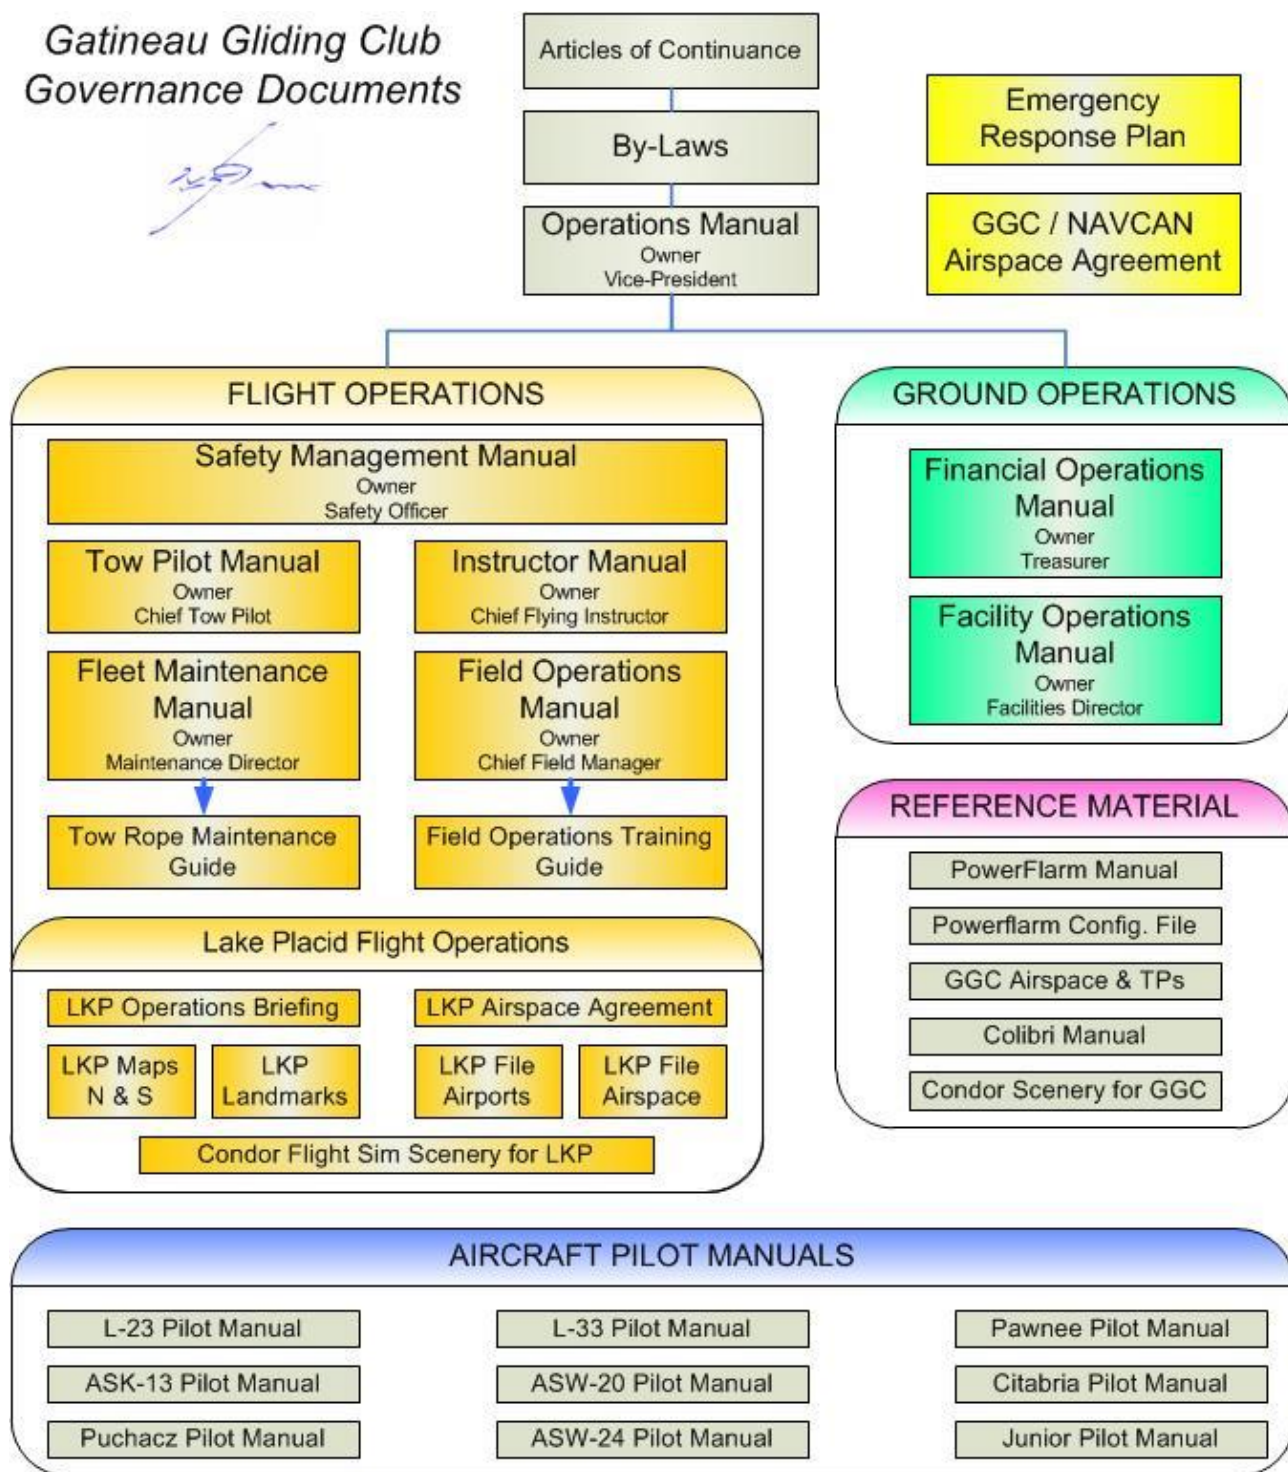 Gatineau Gliding Club
Governance Documents
Articles of Continuance
By-Laws
Operations Manual
Owner
Vice-President
Emergency
Response Plan
GGC / NAVCAN
Airspace Agreement
FLIGHT OPERATIONS
Safety Management Manual
Owner
Safety Officer
Tow Pilot Manual
Owner
Chief Tow Pilot
Instructor Manual
Owner
Chief Flying Instructor
Fleet Maintenance
Manual
Owner
Maintenance Director
Field Operations
Manual
Owner
Chief Field Manager
Tow Rope Maintenance
Guide
Field Operations Training
Guide
Lake Placid Flight Operations
LKP Operations Briefing
LKP Airspace Agreement
LKP Maps
N & S
LKP
Landmarks
LKP File
Airports
LKP File
Airspace
Condor Flight Sim Scenery for LKP
GROUND OPERATIONS
Financial Operations
Manual
Owner
Treasurer
Facility Operations
Manual
Owner
Facilities Director
REFERENCE MATERIAL
PowerFlarm Manual
Powerflarm Config. File
GGC Airspace & TPs
Colibri Manual
Condor Scenery for GGC
AIRCRAFT PILOT MANUALS
L-23 Pilot Manual
L-33 Pilot Manual
Pawnee Pilot Manual
ASK-13 Pilot Manual
ASW-20 Pilot Manual
Citabria Pilot Manual
Puchacz Pilot Manual
ASW-24 Pilot Manual
Junior Pilot Manual